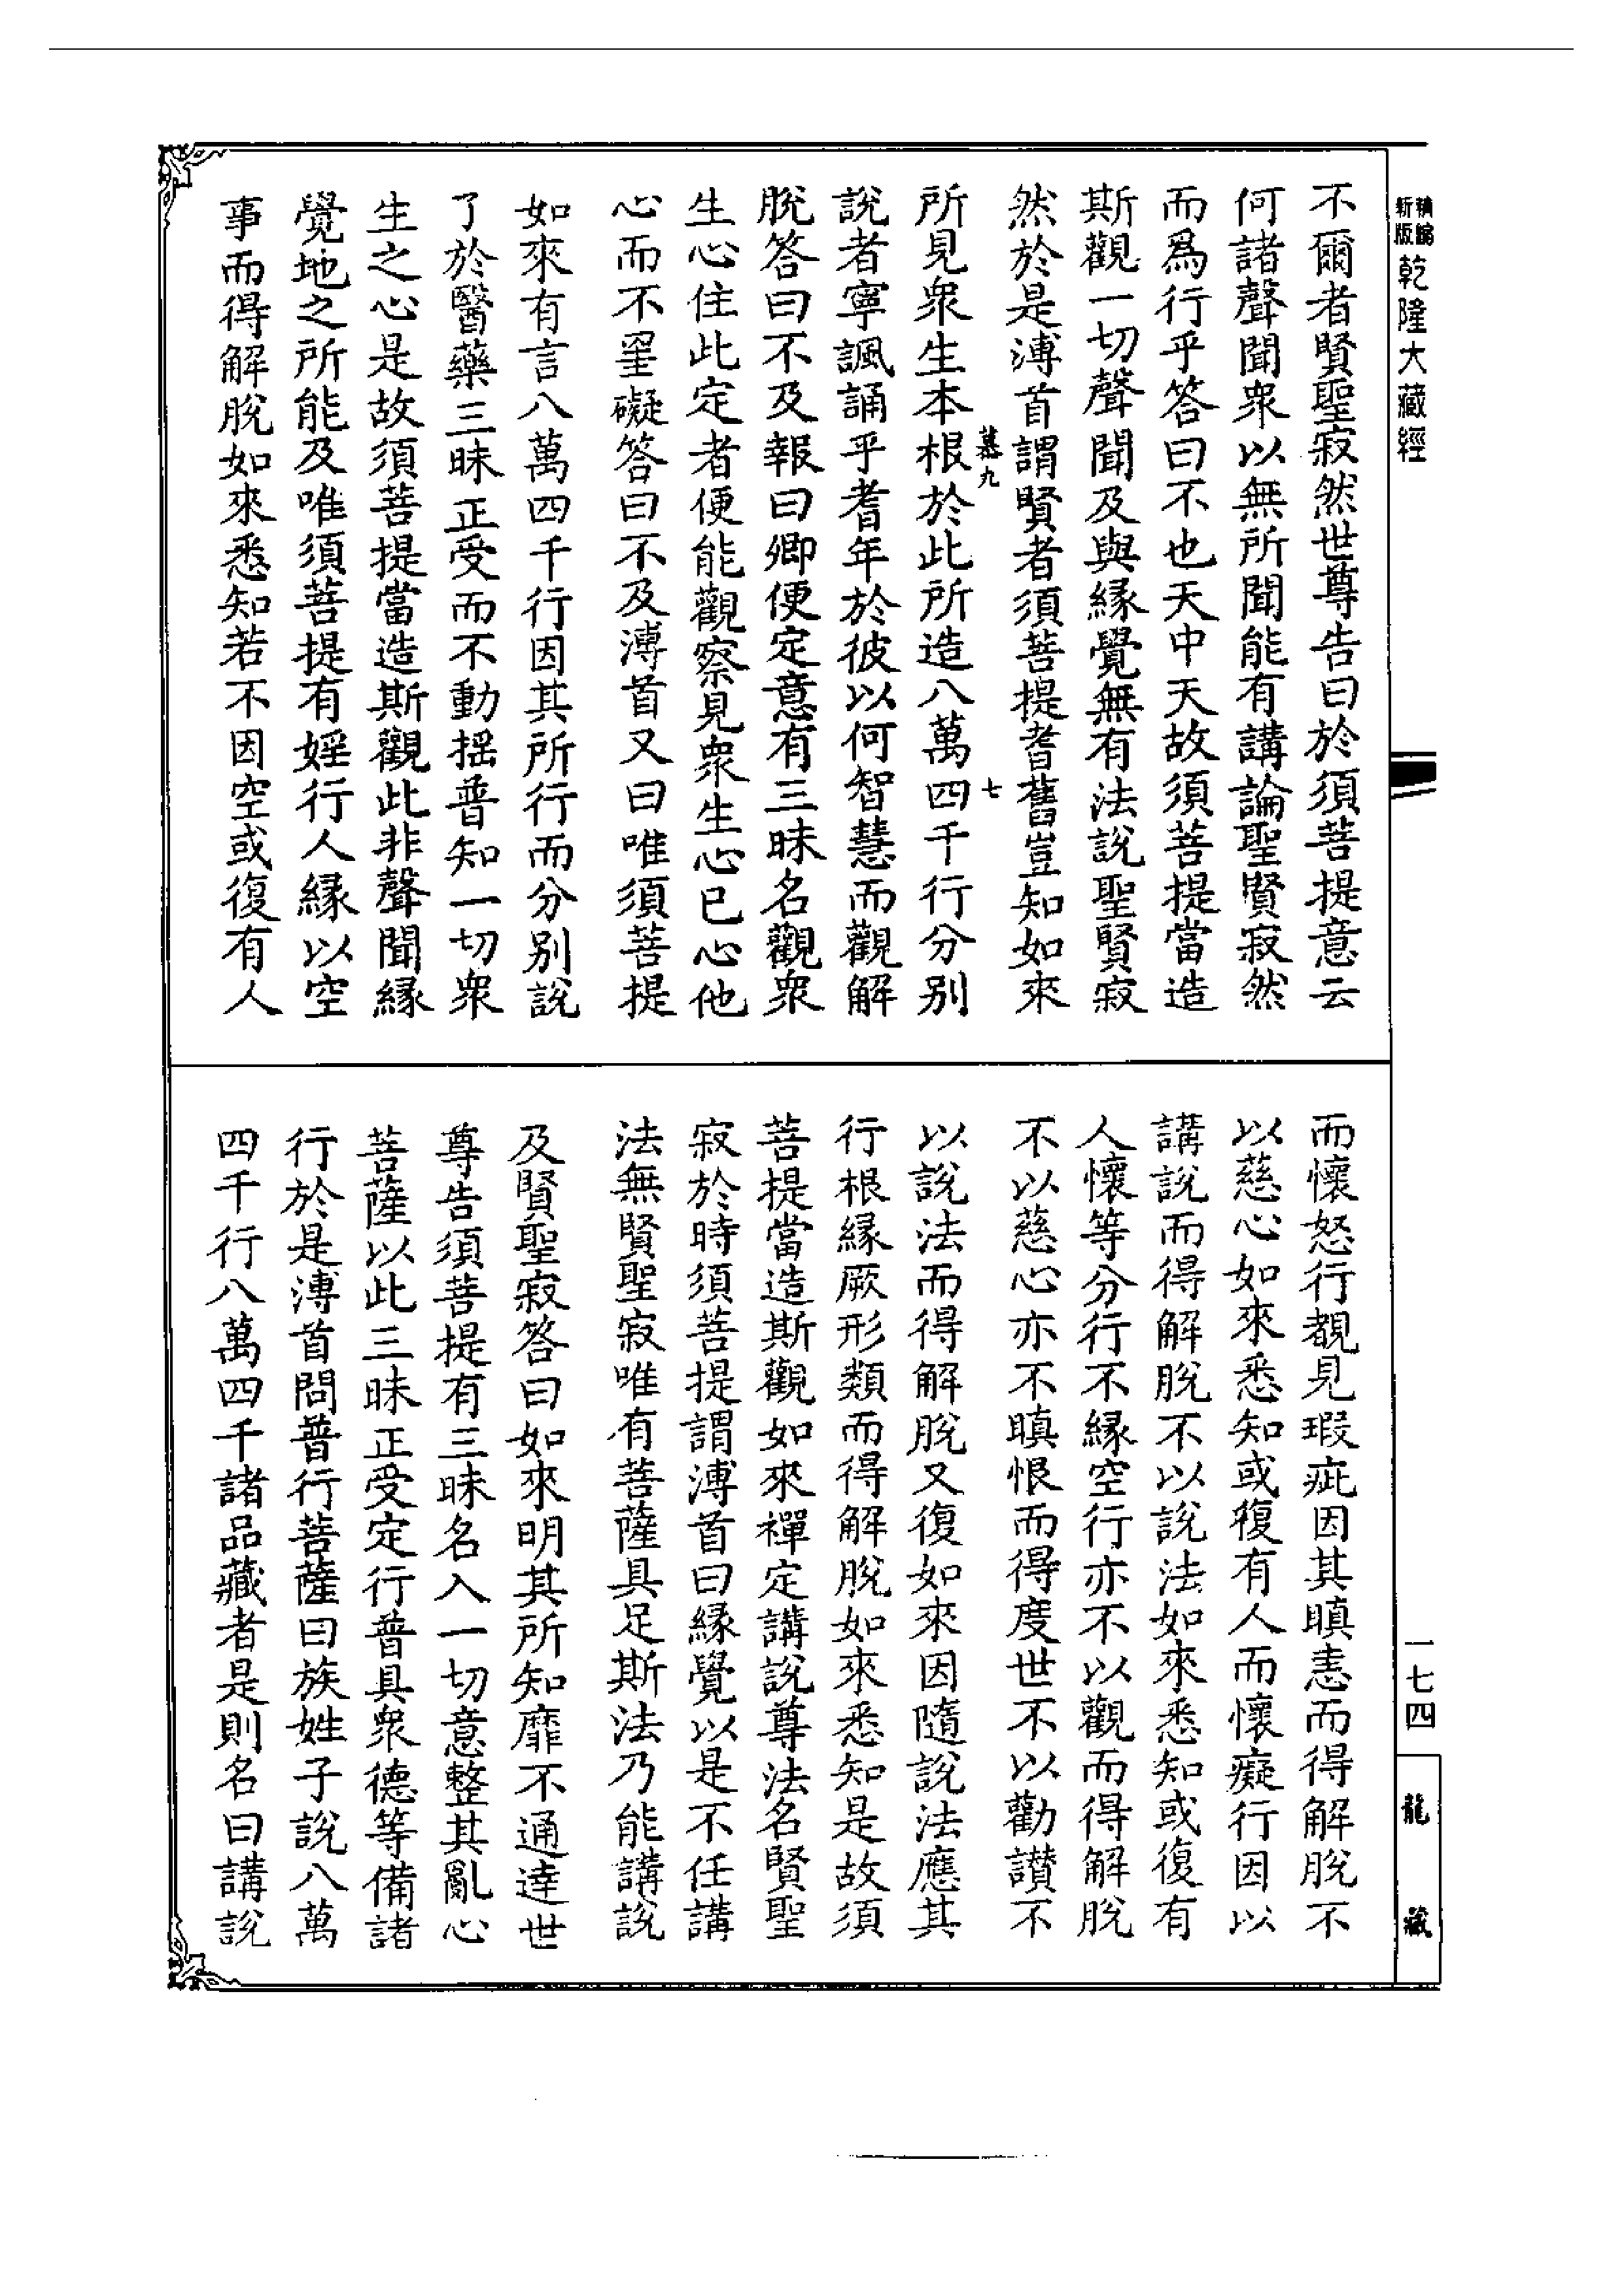 新編
新版
乾隆大藏經
不爾者賢聖寂然世尊告曰於須菩提意云
何諸聲聞衆以無所聞能有講論聖賢寂然
而爲行乎答曰不也天中天故須菩提當造
斯觀一切聲聞及與縁覺無有法說聖賢寂
然於是溥首謂賢者須菩提耆舊豈知如來
慕九
七
所見衆生本根於此所造八萬四千行分別
說者寧諷誦乎耆年於彼以何智慧而觀解
脫答曰不及報曰卿便定意有三昧名觀衆
生心住此定者便能觀察見衆生心已心他
心而不罣礙答曰不及溥首又曰唯須菩提
如來有言八萬四千行因其所行而分別說
了於醫藥三昧正受而不動揺普知一切衆
生之心是故須菩提當造斯觀此非聲聞縁
覺地之所能及唯須菩提有婬行人縁以空
事而得解脫如來悉知若不因空或復有人
而懷怒行覩見瑕疵因其瞋恚而得解脫不
以慈心如來悉知或復有人而懷癡行因以
講說而得解脫不以說法如來悉知或復有
人懷等分行不縁空行亦不以觀而得解脫
不以慈心亦不瞋恨而得度世不以勸讃不
以說法而得解脫又復如來因隨說法應其
行根縁厥形類而得解脫如來悉知是故須
菩提當造斯觀如來禪定講說尊法名賢聖
寂於時須菩提謂溥首曰縁覺以是不任講
法無賢聖寂唯有菩薩具足斯法乃能講說
及賢聖寂答曰如來明其所知靡不通達世
尊告須菩提有三昧名入一切意整其亂心
菩薩以此三昧正受定行普具衆德等備諸
行於是溥首問普行菩薩曰族姓子說八萬
四千行八萬四千諸品藏者是則名曰講說
一七四
龍藏